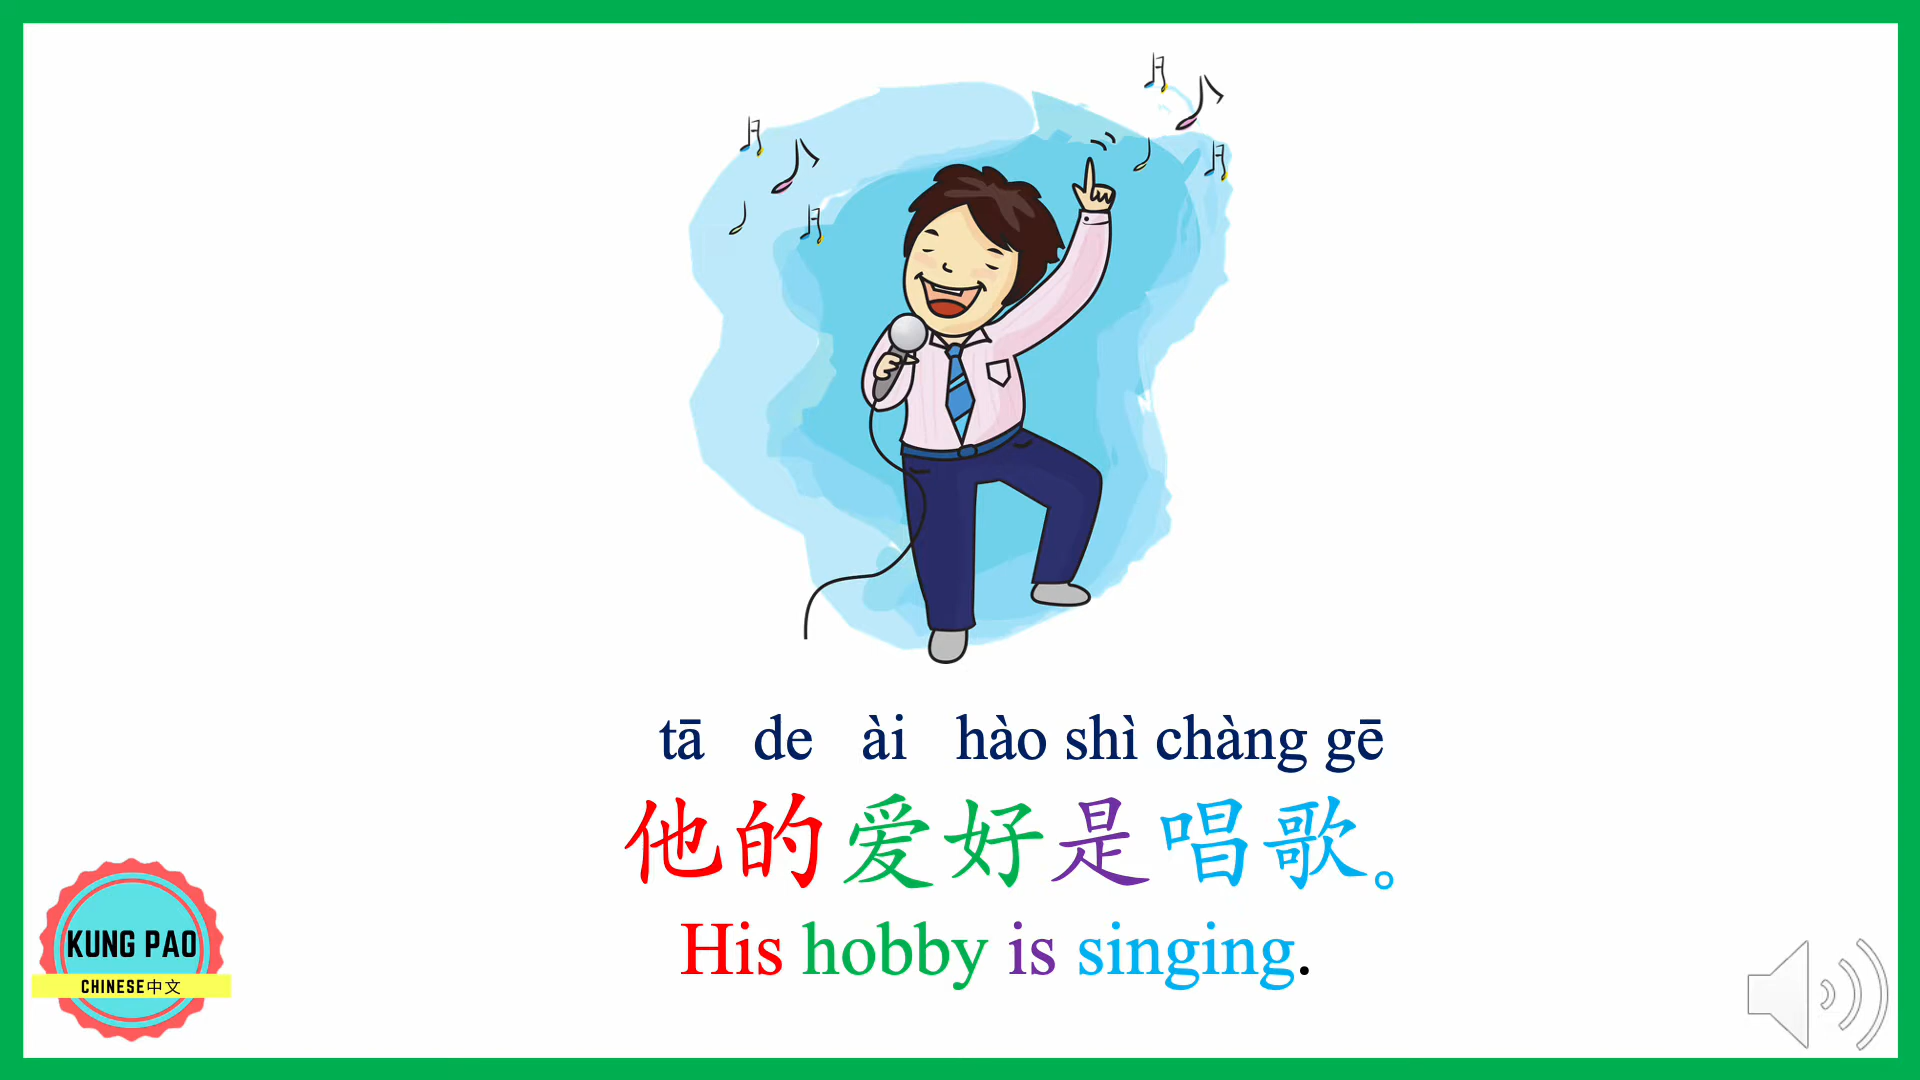 tā de ài hào shì chàng gē
他的爱好是唱歌。
His hobby is singing.
KUNG PAO
CHINESE中文